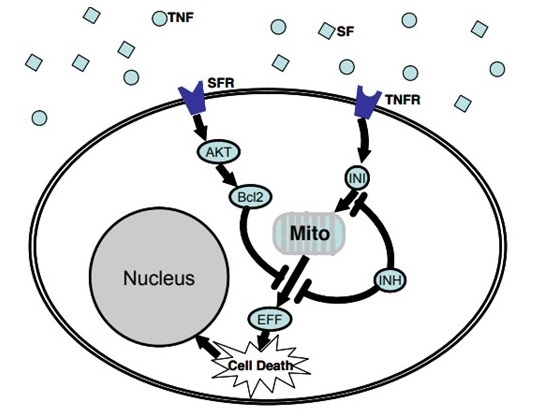 TNF
SF
SFR
TNFR
AKT
INI
Bcl2
Mito
Nucleus
INH
EFF
Cell Death